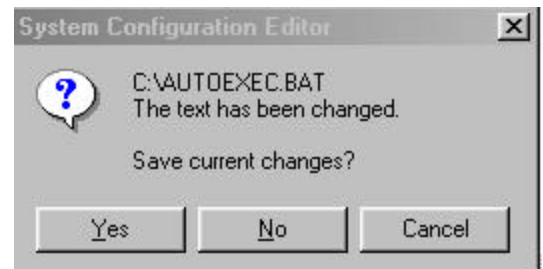 System Configuration Editor
C:\AUTOEXEC.BAT
The text has been changed.
Save current changes?
Yes No Cancel